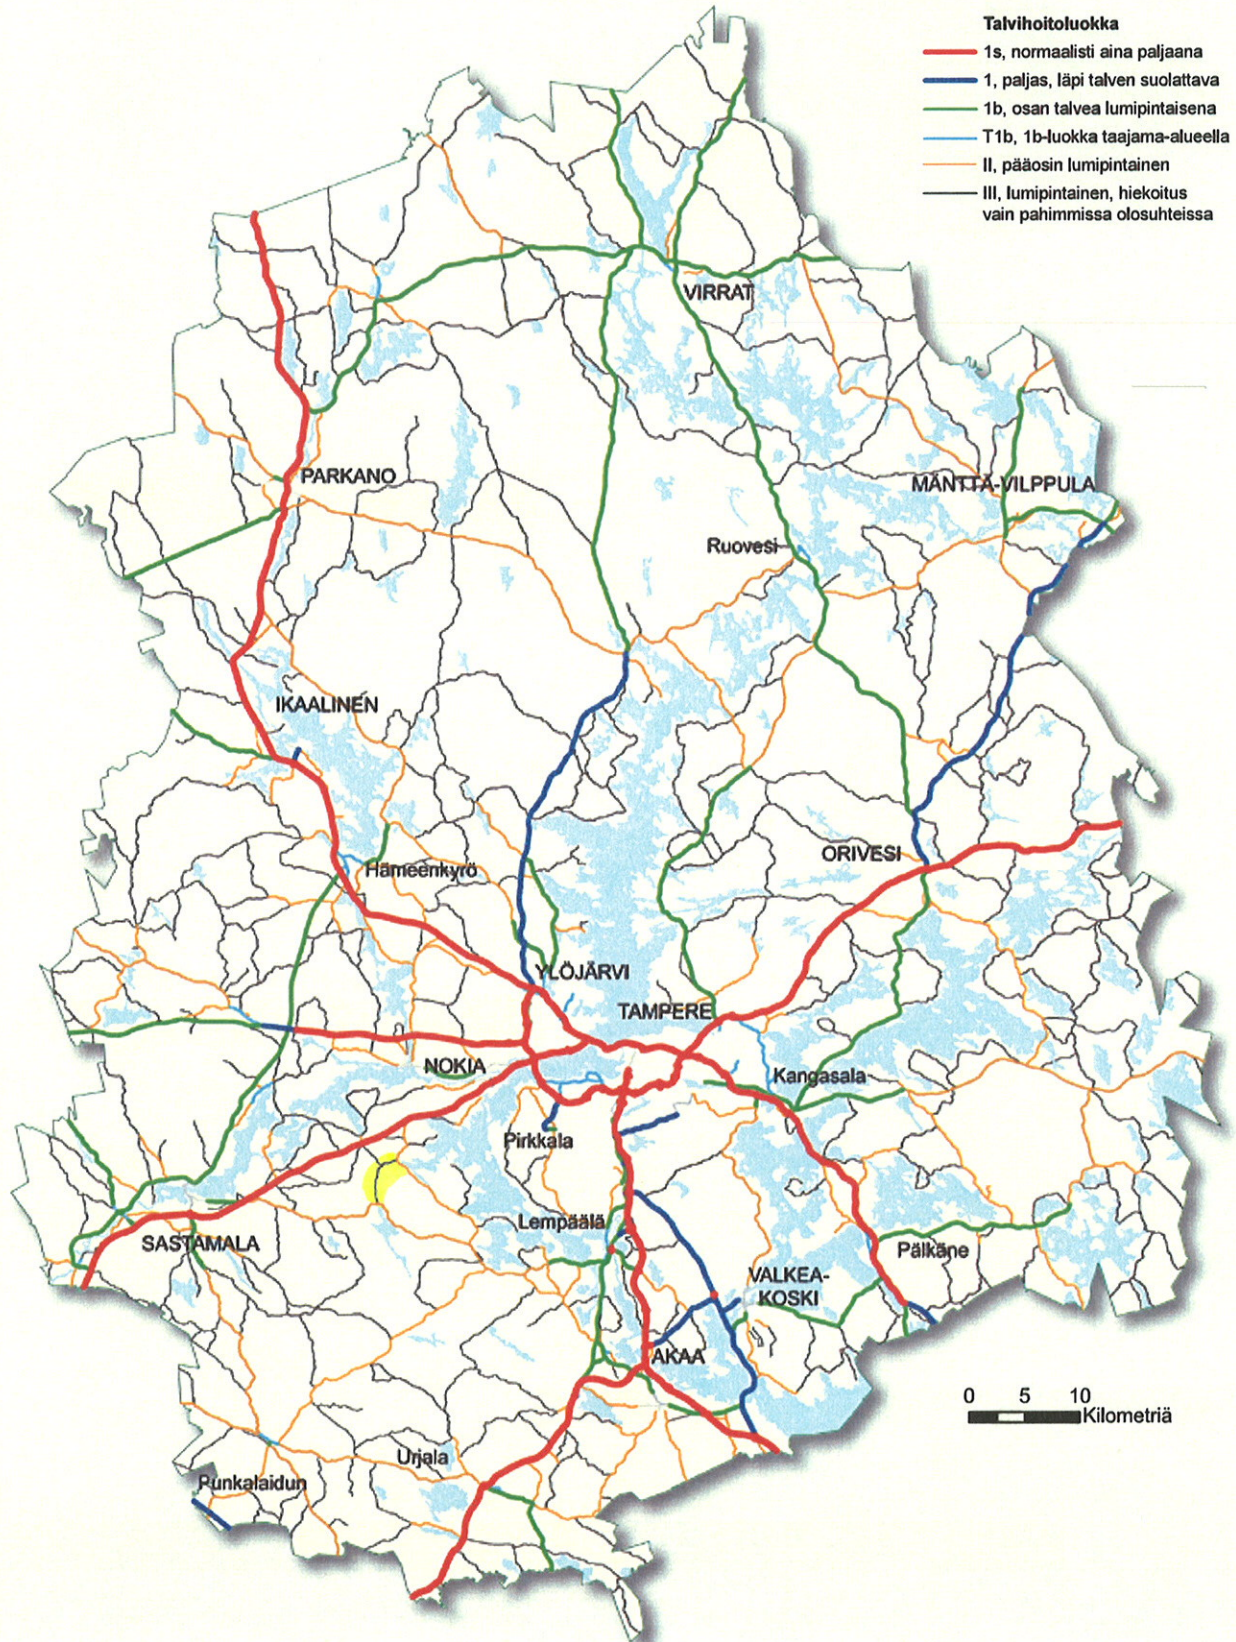 Talvihoitoluokka
1s, normaalisti aina paljaana
1, paljas, läpi talven suolattava
1b, osan talvea lumipintaisena
T1b, 1b-luokka taajama-alueella
II, pääosin lumipintainen
III, lumipintainen, hiekoitus
vain pahimmissa olosuhteissa
VIRRAT
PARKANO
MÄNTTÄ-VILPPULA
Ruovesi
IKAALINEN
ORIVESI
Hämeenkyrö
YLÖJÄRVI
TAMPERE
NOKIA
Kangasala
Pirkkala
Lempäälä
SASTAMALA
Pälkäne
VALKEA-
KOSKI
AKAA
0 5 10
Kilometriä
Urjala
Punkalaidun